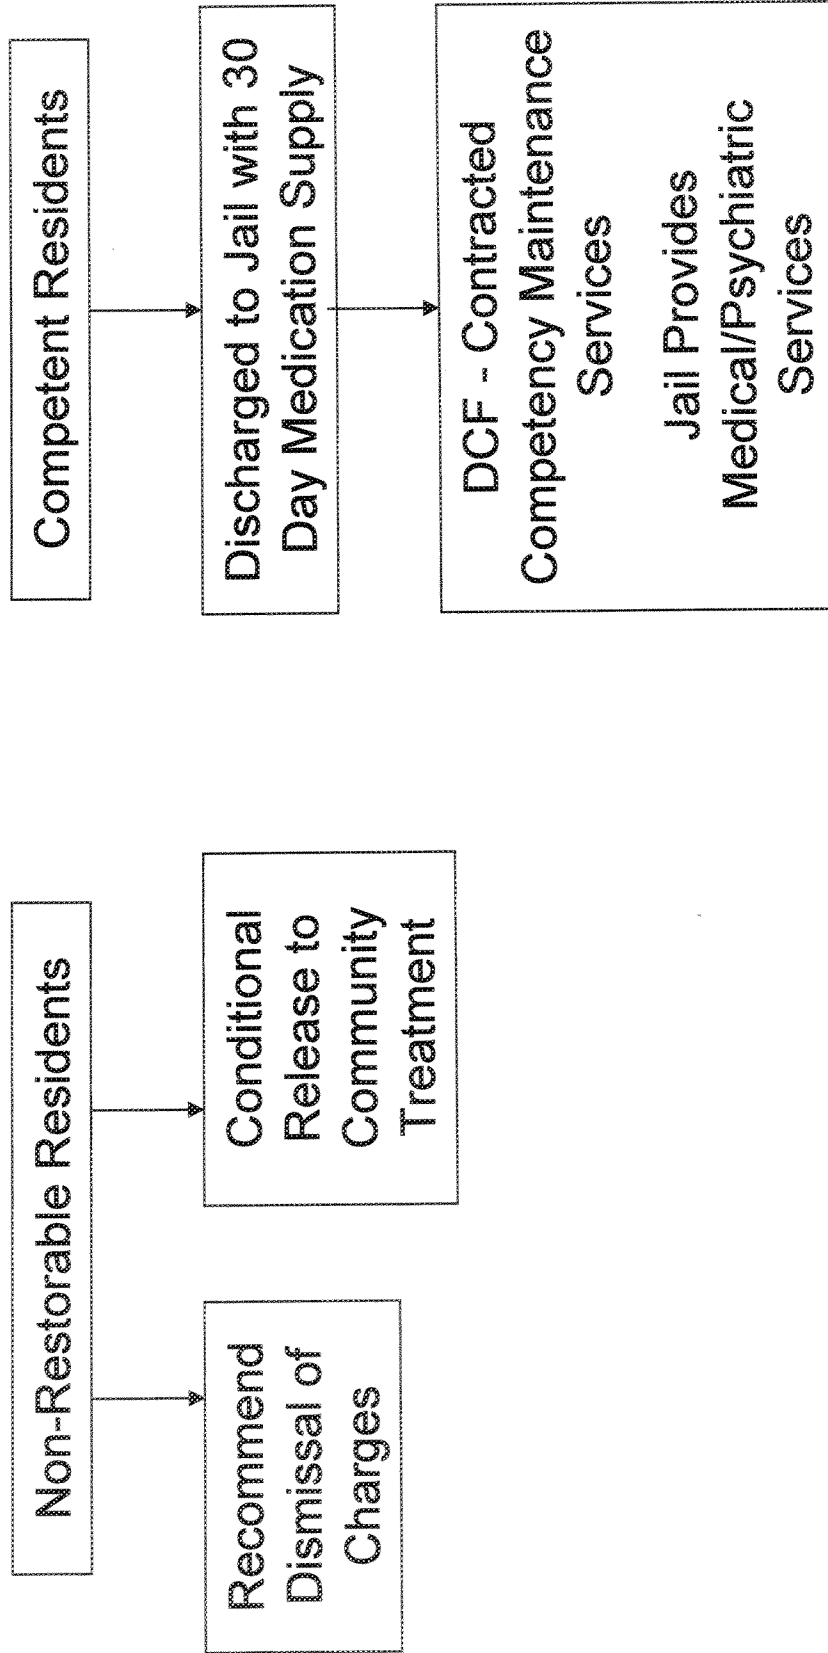 Non-Restorable Residents
Recommend
Dismissal of
Charges
Conditional
Release to
Community
Treatment
Competent Residents
Discharged to Jail with 30
Day Medication Supply
DCF - Contracted
Competency Maintenance
Services
Jail Provides
Medical/Psychiatric
Services